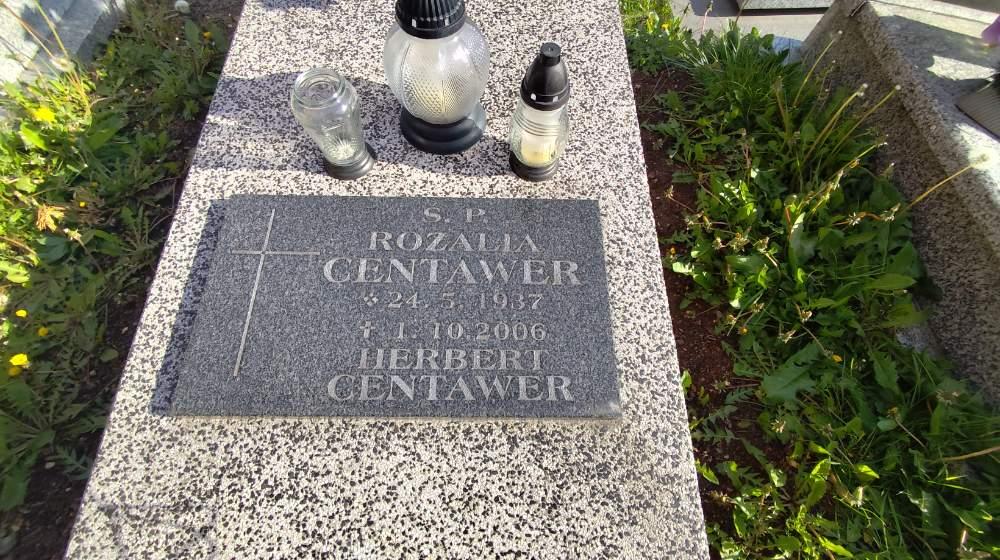 Ś. P.
ROZALIA
CENTAWER
* 24. 5. 1937
† 1. 10.2006
HERBERT
CENTAWER